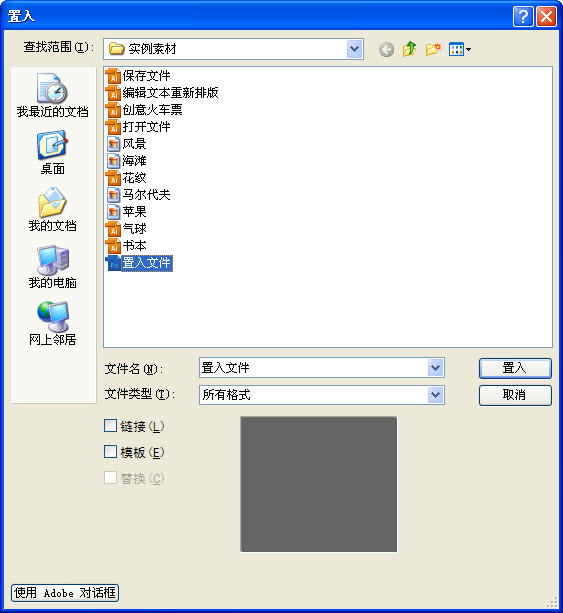 置入
查找范围(I):
实例素材
我最近的文档
桌面
我的文档
我的电脑
网上邻居
保存文件
编辑文本重新排版
创意火车票
打开文件
风景
海滩
花纹
马尔代夫
苹果
气球
书本
置入文件
文件名(N):
置入文件
置入
文件类型(T):
所有格式
取消
链接(L)
模板(E)
替换(C)
使用 Adobe 对话框